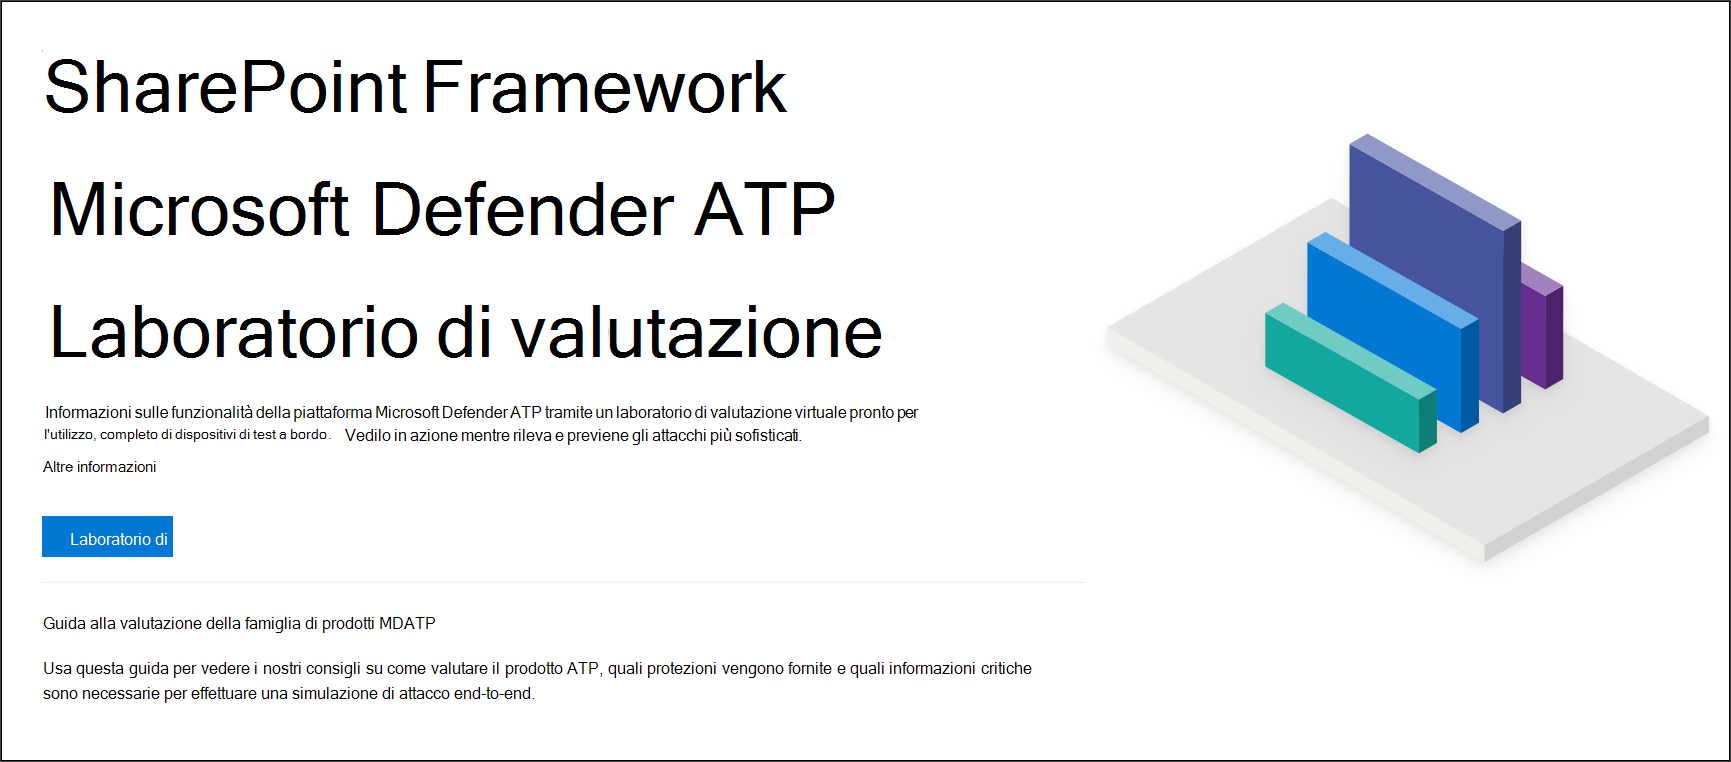 SharePoint Framework
Microsoft Defender ATP
Laboratorio di valutazione
Informazioni sulle funzionalità della piattaforma Microsoft Defender ATP tramite un laboratorio di valutazione virtuale pronto per
l'utilizzo, completo di dispositivi di test a bordo. Vedilo in azione mentre rileva e previene gli attacchi più sofisticati.
Altre informazioni
Laboratorio di
Guida alla valutazione della famiglia di prodotti MDATP
Usa questa guida per vedere i nostri consigli su come valutare il prodotto ATP, quali protezioni vengono fornite e quali informazioni critiche
sono necessarie per effettuare una simulazione di attacco end-to-end.